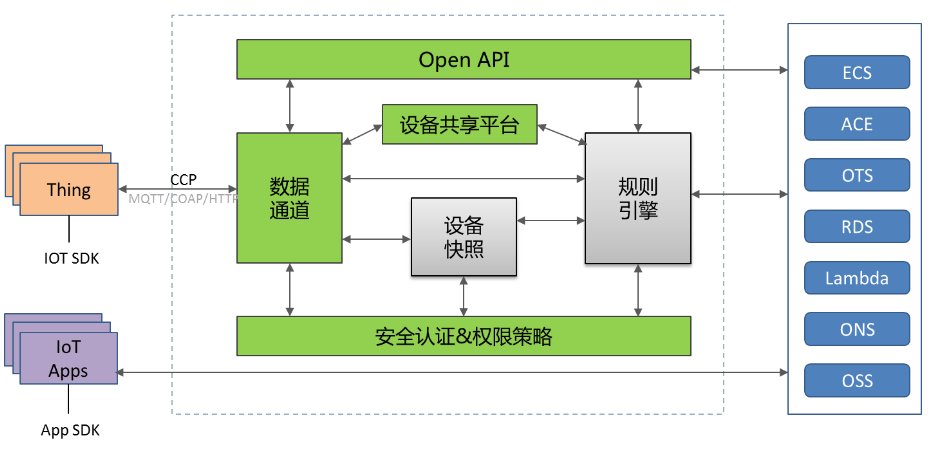 Open API
设备共享平台
数据
通道
规则
引擎
设备
快照
安全认证&权限策略
Thing
CCP
MQTT/COAP/HTTP
IOT SDK
IoT
Apps
App SDK
ECS
ACE
OTS
RDS
Lambda
ONS
OSS